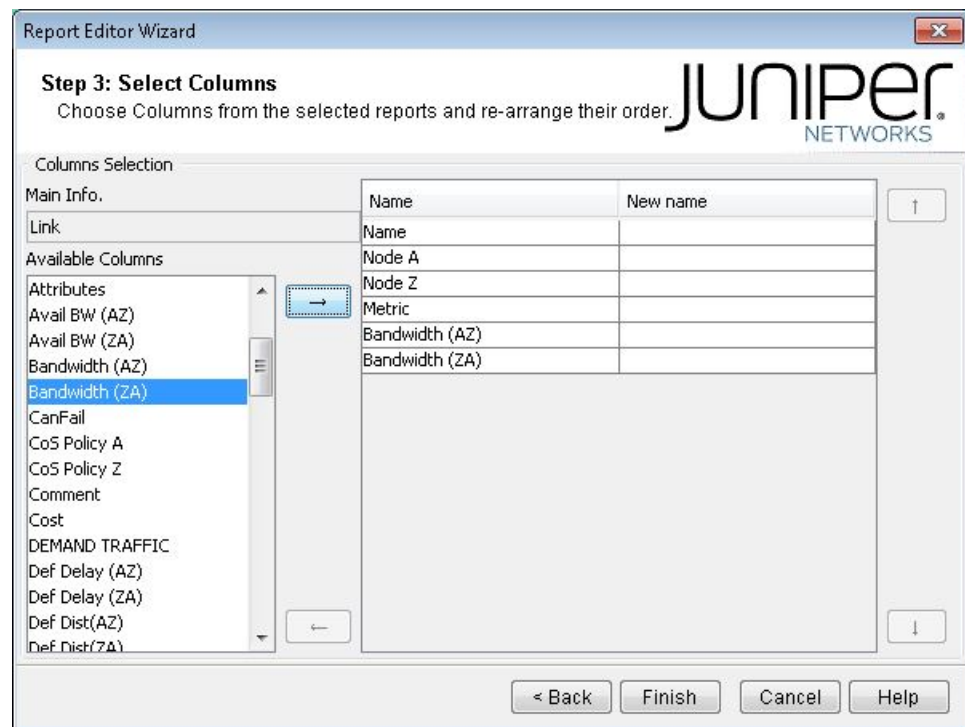 Report Editor Wizard
Step 3: Select Columns
Choose Columns from the selected reports and re-arrange their order.
JUNIPER
NETWORKS
Columns Selection
Main Info.
Link
Available Columns
Attributes
Avail BW (AZ)
Avail BW (ZA)
Bandwidth (AZ)
Bandwidth (ZA)
CanFail
CoS Policy A
CoS Policy Z
Comment
Cost
DEMAND TRAFFIC
Def Delay (AZ)
Def Delay (ZA)
Def Dist(AZ)
Def Dist(ZA)
→
←
Name New name
Name
Node A
Node Z
Metric
Bandwidth (AZ)
Bandwidth (ZA)
↑
↓
< Back Finish Cancel Help